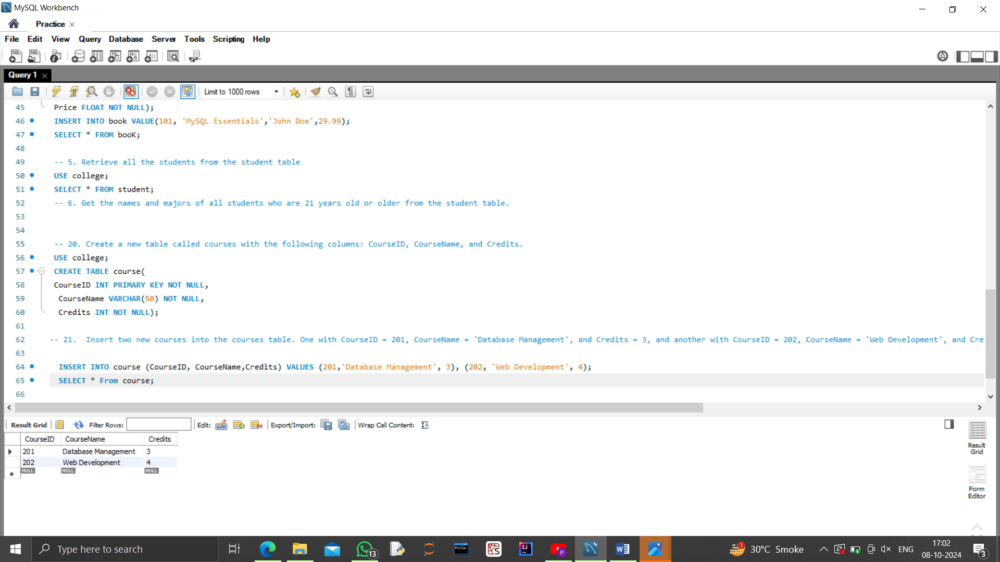 MySQL Workbench
Practice
File Edit View Query Database Server Tools Scripting Help
Query 1
Limit to 1000 rows
45 Price FLOAT NOT NULL);
46 INSERT INTO book VALUE(101, 'MySQL Essentials','John Doe',29.99);
47 SELECT * FROM booK;
48
49 -- 5. Retrieve all the students from the student table
50 USE college;
51 SELECT * FROM student;
52 -- 6. Get the names and majors of all students who are 21 years old or older from the student table.
53
54
55 -- 20. Create a new table called courses with the following columns: CourseID, CourseName, and Credits.
56 USE college;
57 CREATE TABLE course(
58 CourseID INT PRIMARY KEY NOT NULL,
59 CourseName VARCHAR(50) NOT NULL,
60 Credits INT NOT NULL);
61
62 -- 21.  Insert two new courses into the courses table. One with CourseID = 201, CourseName = 'Database Management', and Credits = 3, and another with CourseID = 202, CourseName = 'Web Development', and Cre
63
64 INSERT INTO course (CourseID, CourseName,Credits) VALUES (201,'Database Management', 3), (202, 'Web Development', 4);
65 SELECT * From course;
66
Result Grid Filter Rows: Edit: Export/Import: Wrap Cell Content:
CourseID CourseName Credits
201 Database Management 3
202 Web Development 4
NULL NULL NULL
Result
Grid
Form
Editor
Type here to search
13
1
30°C Smoke
ENG
17:02
08-10-2024
3